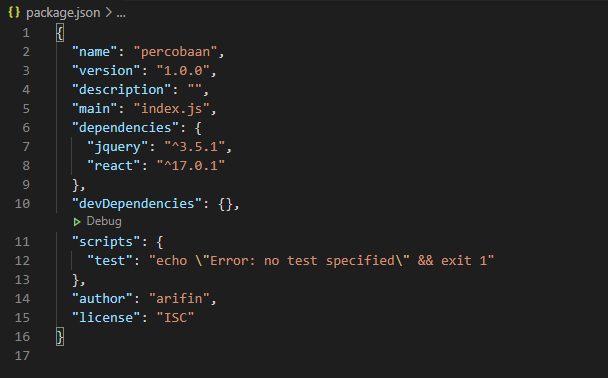 {} package.json > ...
1 {
2   "name": "percobaan",
3   "version": "1.0.0",
4   "description": "",
5   "main": "index.js",
6   "dependencies": {
7     "jquery": "^3.5.1",
8     "react": "^17.0.1"
9   },
10   "devDependencies": {},
Debug
11   "scripts": {
12     "test": "echo \"Error: no test specified\" && exit 1"
13   },
14   "author": "arifin",
15   "license": "ISC"
16 }
17